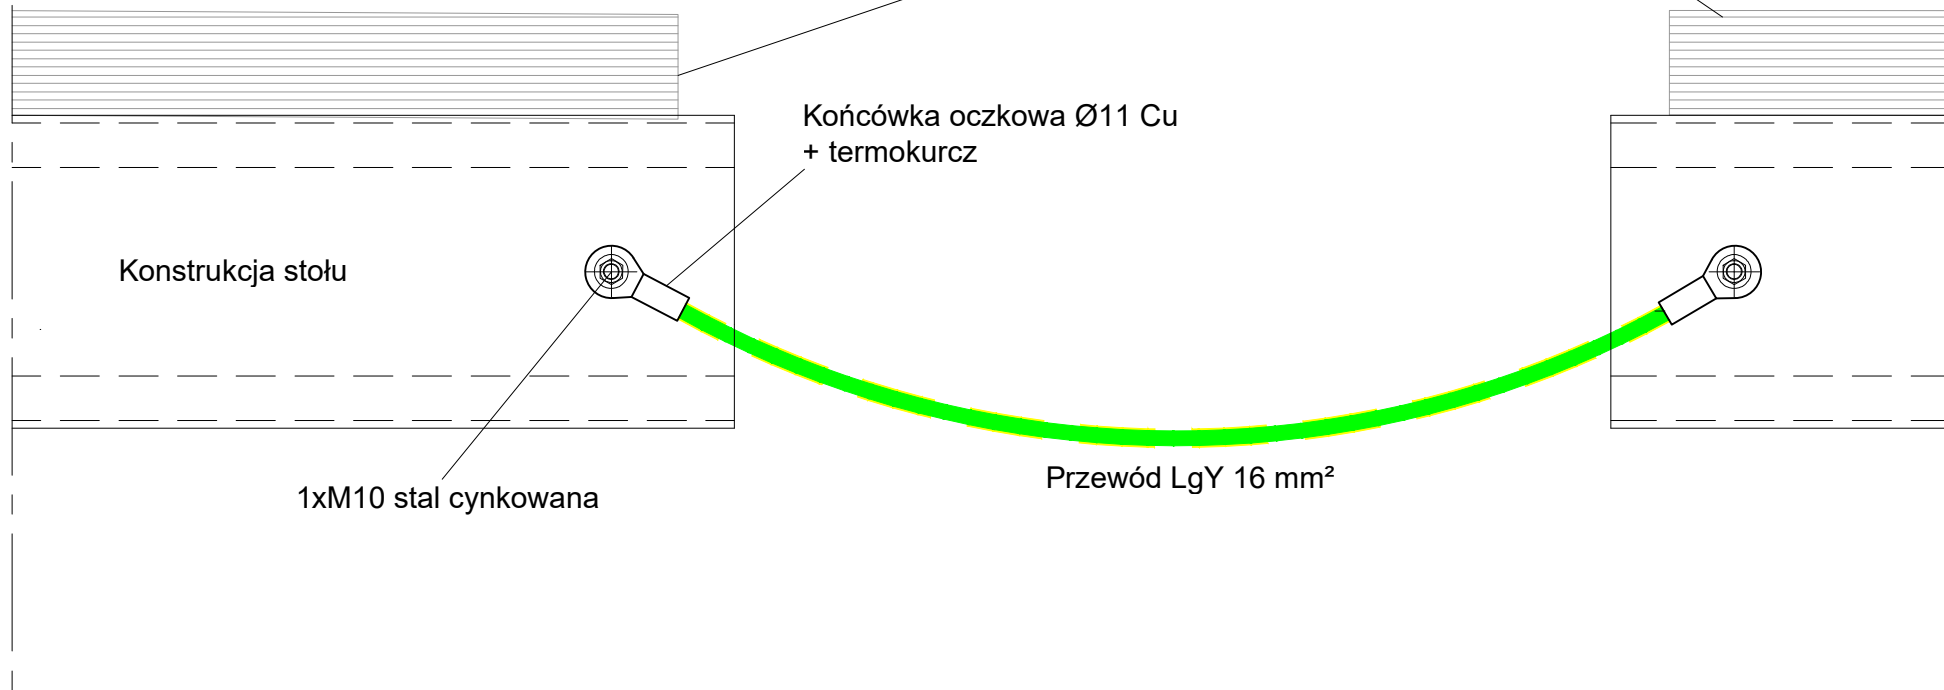 Końcówka oczkowa Ø11 Cu
+ termokurcz
Konstrukcja stołu
Przewód LgY 16 mm²
1xM10 stal cynkowana